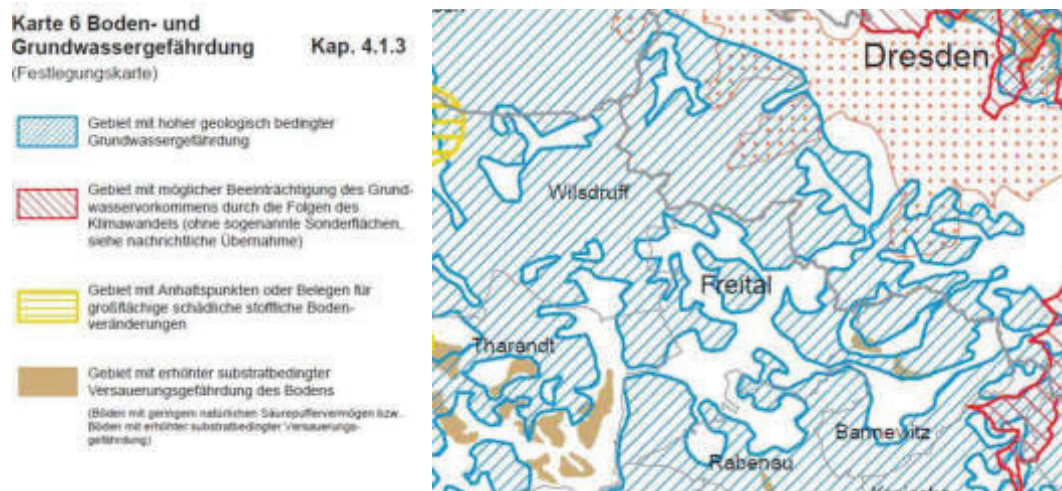 Karte 6 Boden- und
Grundwassergefährdung Kap. 4.1.3
(Festlegungskarte)
Gebiet mit hoher geologisch bedingter
Grundwassergefährdung
Gebiet mit möglicher Beeinträchtigung des Grund-
wasservorkommens durch die Folgen des
Klimawandels (ohne sogenannte Sonderflächen,
siehe nachrichtliche Übernahme)
Gebiet mit Anhaltspunkten oder Belegen für
großflächige schädliche stoffliche Boden-
veränderungen
Gebiet mit erhöhter substratbedingter
Versauerungsgefährdung des Bodens
(Böden mit geringem natürlichen Säurepuffervermögen bzw.
Böden mit erhöhter substratbedingter Versauerungs-
gefährdung)
Dresden
Wilsdruff
Freital
Tharandt
Bannewitz
Rabenau